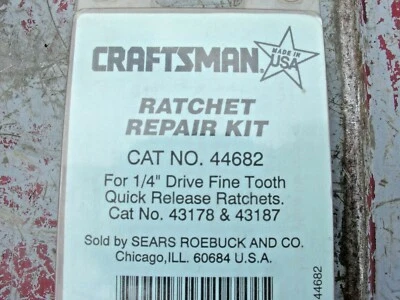 CRAFTSMAN
MADE IN
USA
RATCHET
REPAIR KIT
CAT NO. 44682
For 1/4" Drive Fine Tooth
Quick Release Ratchets.
Cat No. 43178 & 43187
Sold by SEARS ROEBUCK AND CO.
Chicago,ILL. 60684 U.S.A.
44682